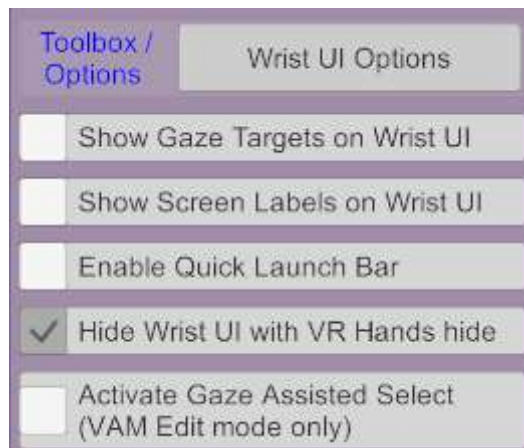 Toolbox /
Options
Wrist UI Options
Show Gaze Targets on Wrist UI
Show Screen Labels on Wrist UI
Enable Quick Launch Bar
Hide Wrist UI with VR Hands hide
Activate Gaze Assisted Select
(VAM Edit mode only)